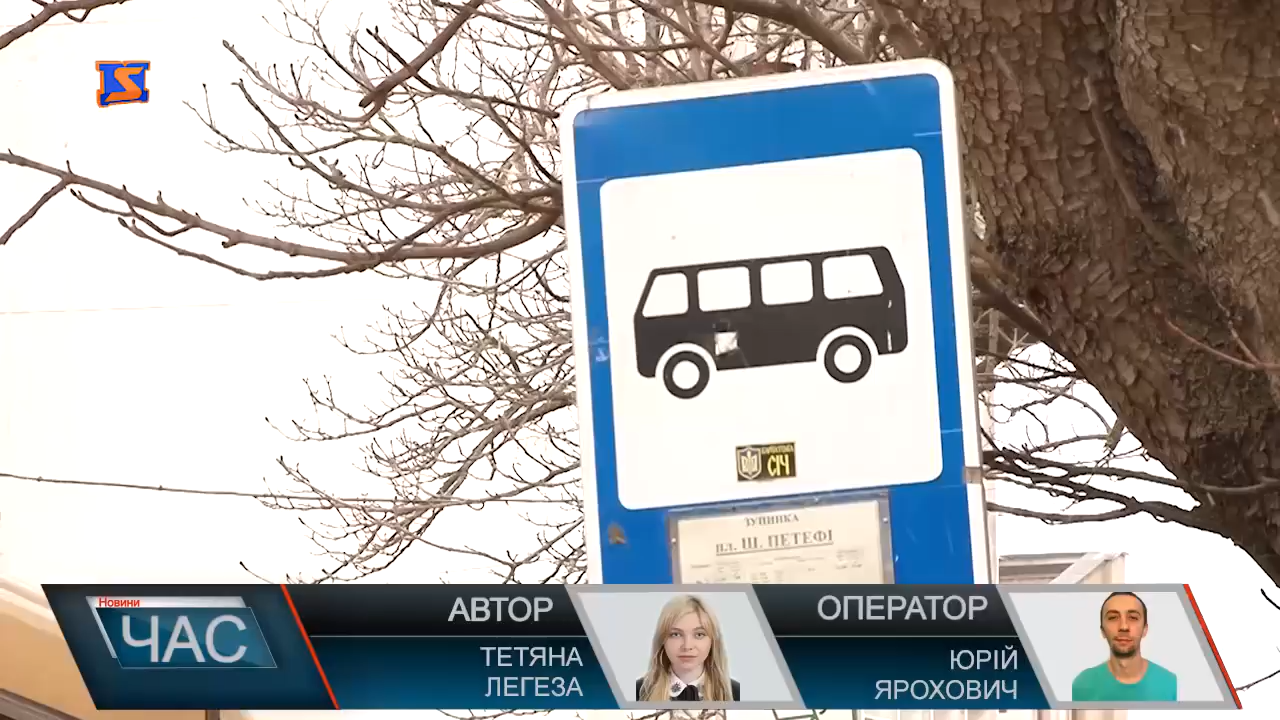 S
СІЧ
ЗУПИНКА
пл. Ш. ПЕТЕФІ
Новини
ЧАС
АВТОР
ТЕТЯНА
ЛЕГЕЗА
ОПЕРАТОР
ЮРІЙ
ЯРОХОВИЧ